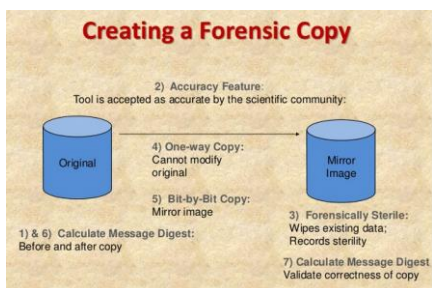 Creating a Forensic Copy
2) Accuracy Feature:
Tool is accepted as accurate by the scientific community:
Original
4) One-way Copy:
Cannot modify
original
5) Bit-by-Bit Copy:
Mirror image
Mirror
Image
1) & 6) Calculate Message Digest:
Before and after copy
3) Forensically Sterile:
Wipes existing data;
Records sterility
7) Calculate Message Digest
Validate correctness of copy